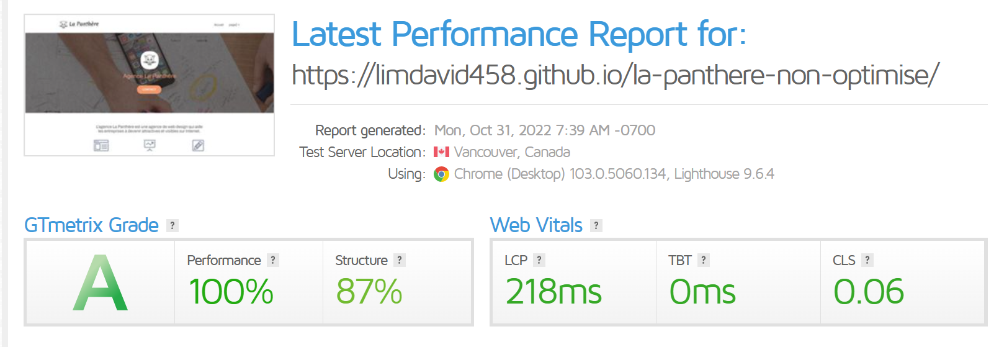 La Panthère
Accueil
Agence La Panthère
CONTACT
L'agence La Panthère est une agence de web design qui aide
les entreprises à devenir attractives et visibles sur Internet.
Latest Performance Report for:
https://limdavid458.github.io/la-panthere-non-optimise/
Report generated: Mon, Oct 31, 2022 7:39 AM -0700
Test Server Location: Vancouver, Canada
Using: Chrome (Desktop) 103.0.5060.134, Lighthouse 9.6.4
GTmetrix Grade ?
A
Performance ?
100%
Structure ?
87%
Web Vitals ?
LCP ?
218ms
TBT ?
0ms
CLS ?
0.06